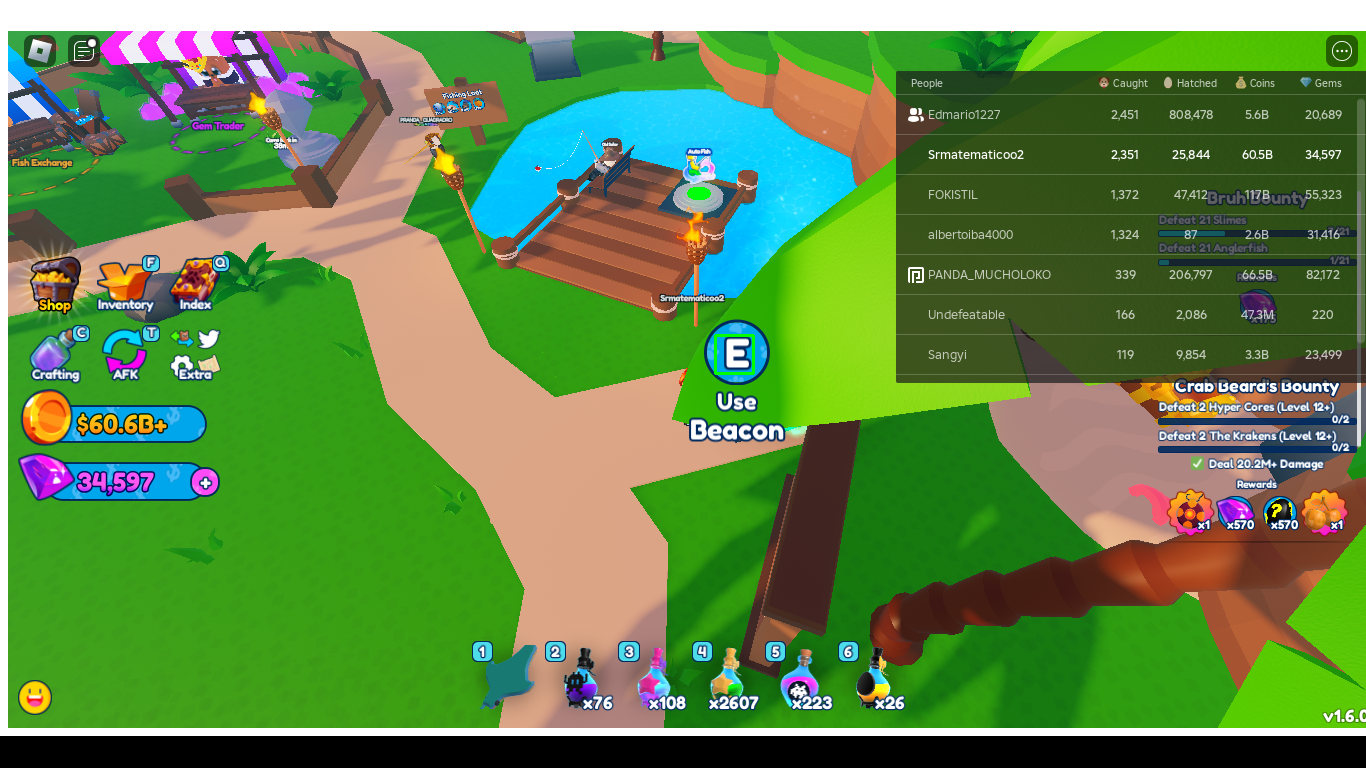 Fishing Loot
PRANDA_CUADRADRO
Gem Trader
Fish Exchange
People Caught Hatched Coins Gems
Edmario1227 2,451 808,478 5.6B 20,689
Srmatematicoo2 2,351 25,844 60.5B 34,597
FOKISTIL 1,372 47,412 117B 55,323
Bruh Bounty
Defeat 21 Slimes
albertoiba4000 1,324 87 2.6B 31,416
Defeat 21 Anglerfish
1/21
PANDA_MUCHOLOKO 339 206,797 66.5B 82,172
Undefeatable 166 2,086 47.3M 220
Sangyi 119 9,854 3.3B 23,499
Auto Fish
Srmatematicoo2
F
Q
Shop
Inventory
Index
C
T
Crafting
AFK
Extra
$60.6B+
34,597
+
E
Use
Beacon
Crab Beard's Bounty
Defeat 2 Hyper Cores (Level 12+)
0/2
Defeat 2 The Krakens (Level 12+)
0/2
Deal 20.2M+ Damage
Rewards
x1 x570 x570 x1
?
1 2 3 4 5 6
x76 x108 x2607 x223 x26
v1.6.0